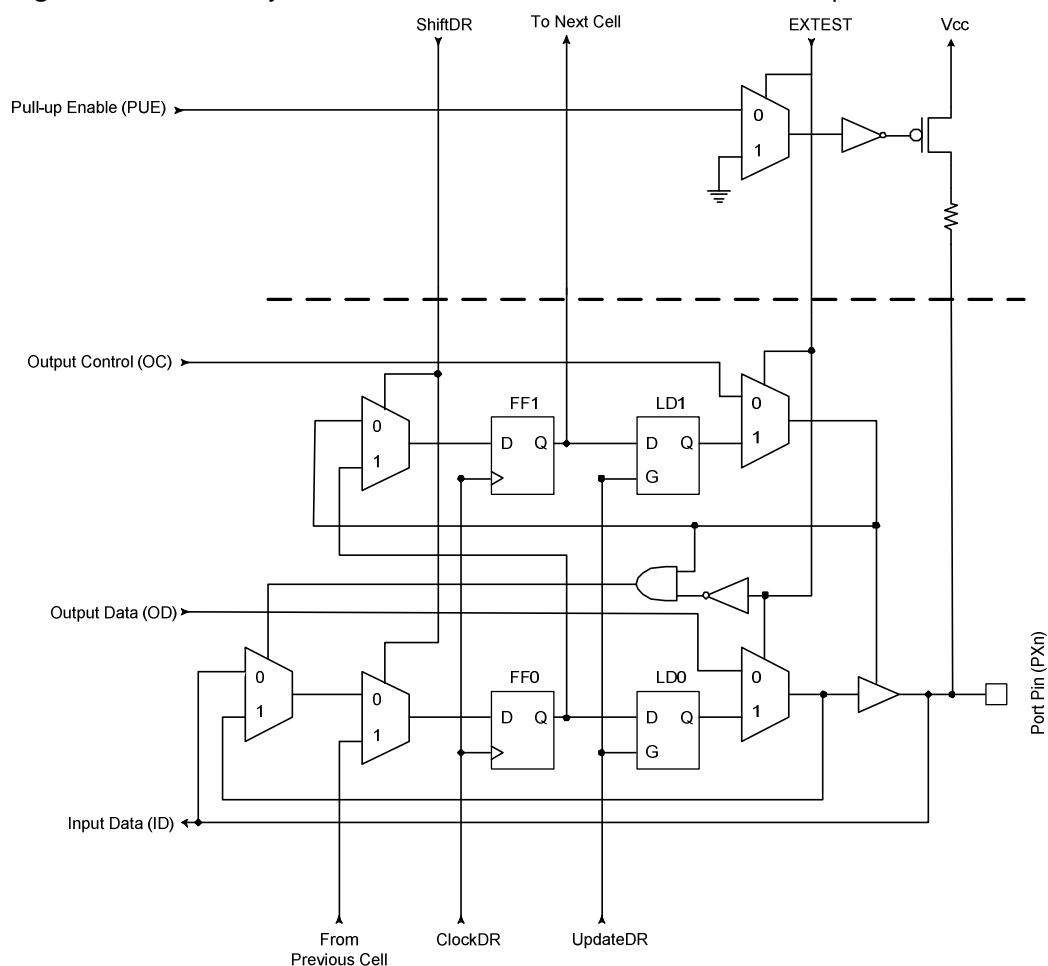 ShiftDR
To Next Cell
EXTEST
Vcc
Pull-up Enable (PUE)
0
1
Output Control (OC)
FF1
LD1
0
1
D Q
D Q
G
0
1
Output Data (OD)
FF0
LD0
0
1
0
1
D Q
D Q
G
0
1
Port Pin (PXn)
Input Data (ID)
From
Previous Cell
ClockDR
UpdateDR